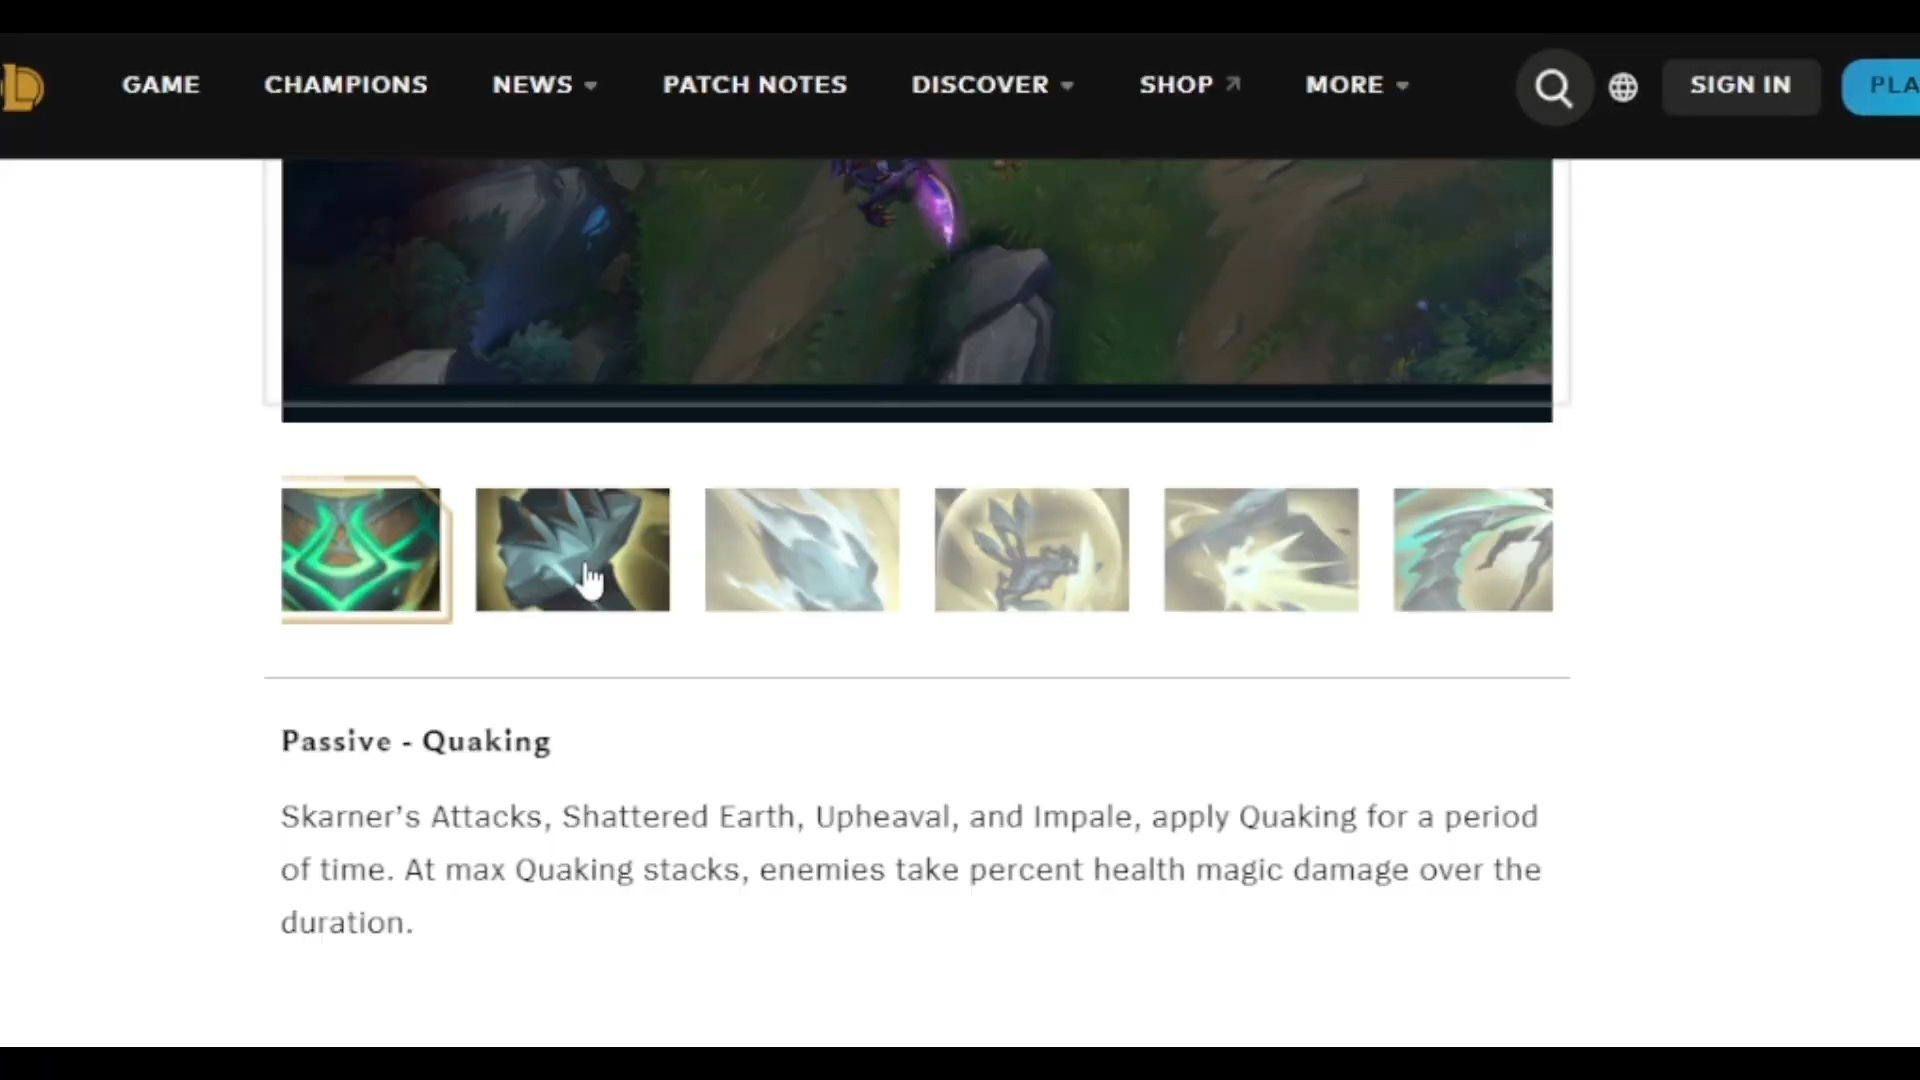 GAME CHAMPIONS NEWS PATCH NOTES DISCOVER SHOP MORE SIGN IN PLA
Passive - Quaking
Skarner’s Attacks, Shattered Earth, Upheaval, and Impale, apply Quaking for a period
of time. At max Quaking stacks, enemies take percent health magic damage over the
duration.